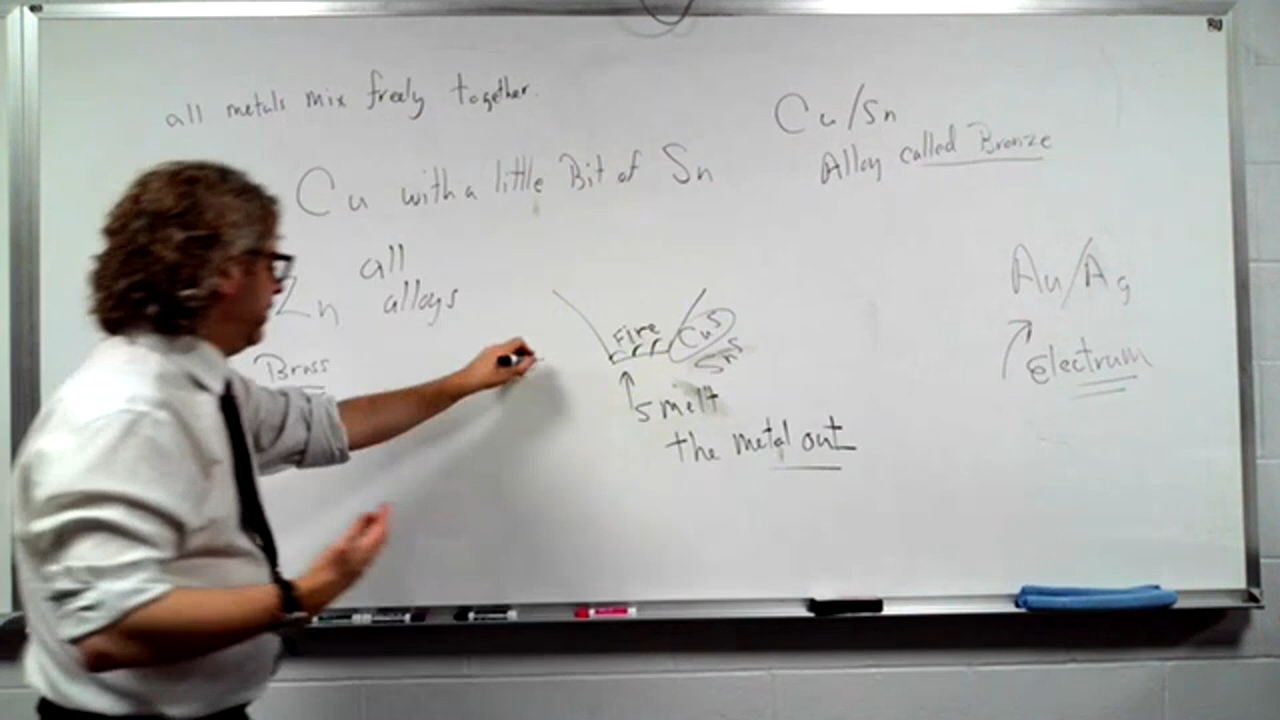 all metals mix freely together.
Cu/Sn
Alloy called Bronze
Cu with a little Bit of Sn
all
alloys
Zn
Brass
Au/Ag
Electrum
Fire
CuS
SnS
smelt
the metal out